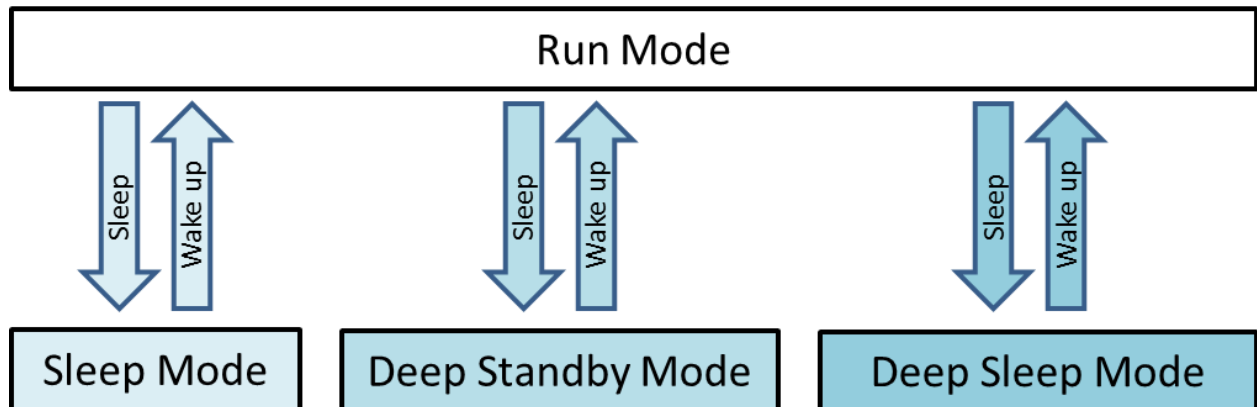 Run Mode
Sleep
Wake up
Sleep
Wake up
Sleep
Wake up
Sleep Mode
Deep Standby Mode
Deep Sleep Mode